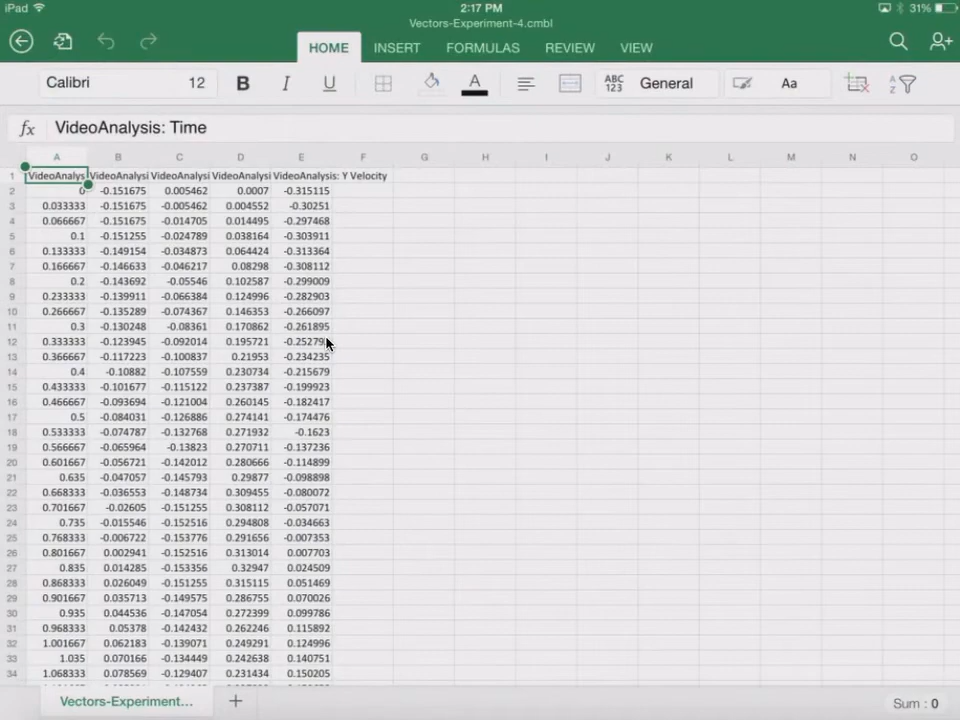 iPad 2:17 PM 31%
Vectors-Experiment-4.cmbl
HOME INSERT FORMULAS REVIEW VIEW
Calibri 12 B I U A ABC 123 General Aa A Z
fx VideoAnalysis: Time
A B C D E F G H I J K L M N O
1 VideoAnalys VideoAnalysi VideoAnalysi VideoAnalysi VideoAnalysis: Y Velocity
2 0 -0.151675 0.005462 0.0007 -0.315115
3 0.033333 -0.151675 -0.005462 0.004552 -0.30251
4 0.066667 -0.151675 -0.014705 0.014495 -0.297468
5 0.1 -0.151255 -0.024789 0.038164 -0.303911
6 0.133333 -0.149154 -0.034873 0.064424 -0.313364
7 0.166667 -0.146633 -0.046217 0.08298 -0.308112
8 0.2 -0.143692 -0.05546 0.102587 -0.299009
9 0.233333 -0.139911 -0.066384 0.124996 -0.282903
10 0.266667 -0.135289 -0.074367 0.146353 -0.266097
11 0.3 -0.130248 -0.08361 0.170862 -0.261895
12 0.333333 -0.123945 -0.092014 0.195721
13 0.366667 -0.117223 -0.100837 0.21953 -0.234235
14 0.4 -0.10882 -0.107559 0.230734 -0.215679
15 0.433333 -0.101677 -0.115122 0.237387 -0.199923
16 0.466667 -0.093694 -0.121004 0.260145 -0.182417
17 0.5 -0.084031 -0.126886 0.274141 -0.174476
18 0.533333 -0.074787 -0.132768 0.271932 -0.1623
19 0.566667 -0.065964 -0.13823 0.270711 -0.137236
20 0.601667 -0.056721 -0.142012 0.280666 -0.114899
21 0.635 -0.047057 -0.145793 0.29877 -0.098898
22 0.668333 -0.036553 -0.148734 0.309455 -0.080072
23 0.701667 -0.02605 -0.151255 0.308112 -0.057071
24 0.735 -0.015546 -0.152516 0.294808 -0.034663
25 0.768333 -0.006722 -0.153776 0.291656 -0.007353
26 0.801667 0.002941 -0.152516 0.313014 0.007703
27 0.835 0.014285 -0.153356 0.32947 0.024509
28 0.868333 0.026049 -0.151255 0.315115 0.051469
29 0.901667 0.035713 -0.149575 0.286755 0.070026
30 0.935 0.044536 -0.147054 0.272399 0.099786
31 0.968333 0.05378 -0.142432 0.262246 0.115892
32 1.001667 0.062183 -0.139071 0.249291 0.124996
33 1.035 0.070166 -0.134449 0.242638 0.140751
34 1.068333 0.078569 -0.129407 0.231434 0.150205
Vectors-Experiment... + Sum : 0